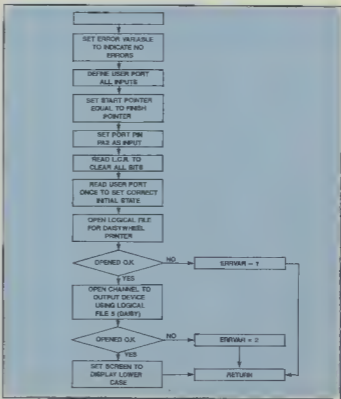 SET ERROR VARIABLE
TO INDICATE NO
ERRORS
DEFINE USER PORT
ALL INPUTS
SET START POINTER
EQUAL TO FINISH
POINTER
SET PORT PIN
PA2 AS INPUT
READ I.C.R. TO
CLEAR ALL BITS
READ USER PORT
ONCE TO SET CORRECT
INITIAL STATE
OPEN LOGICAL FILE
FOR DAISYWHEEL
PRINTER
OPENED O.K.
NO
ERRVAR = 1
YES
OPEN CHANNEL TO
OUTPUT DEVICE
USING LOGICAL
FILE 5 (DAISY)
OPENED O.K.
NO
ERRVAR = 2
YES
SET SCREEN TO
DISPLAY LOWER
CASE
RETURN